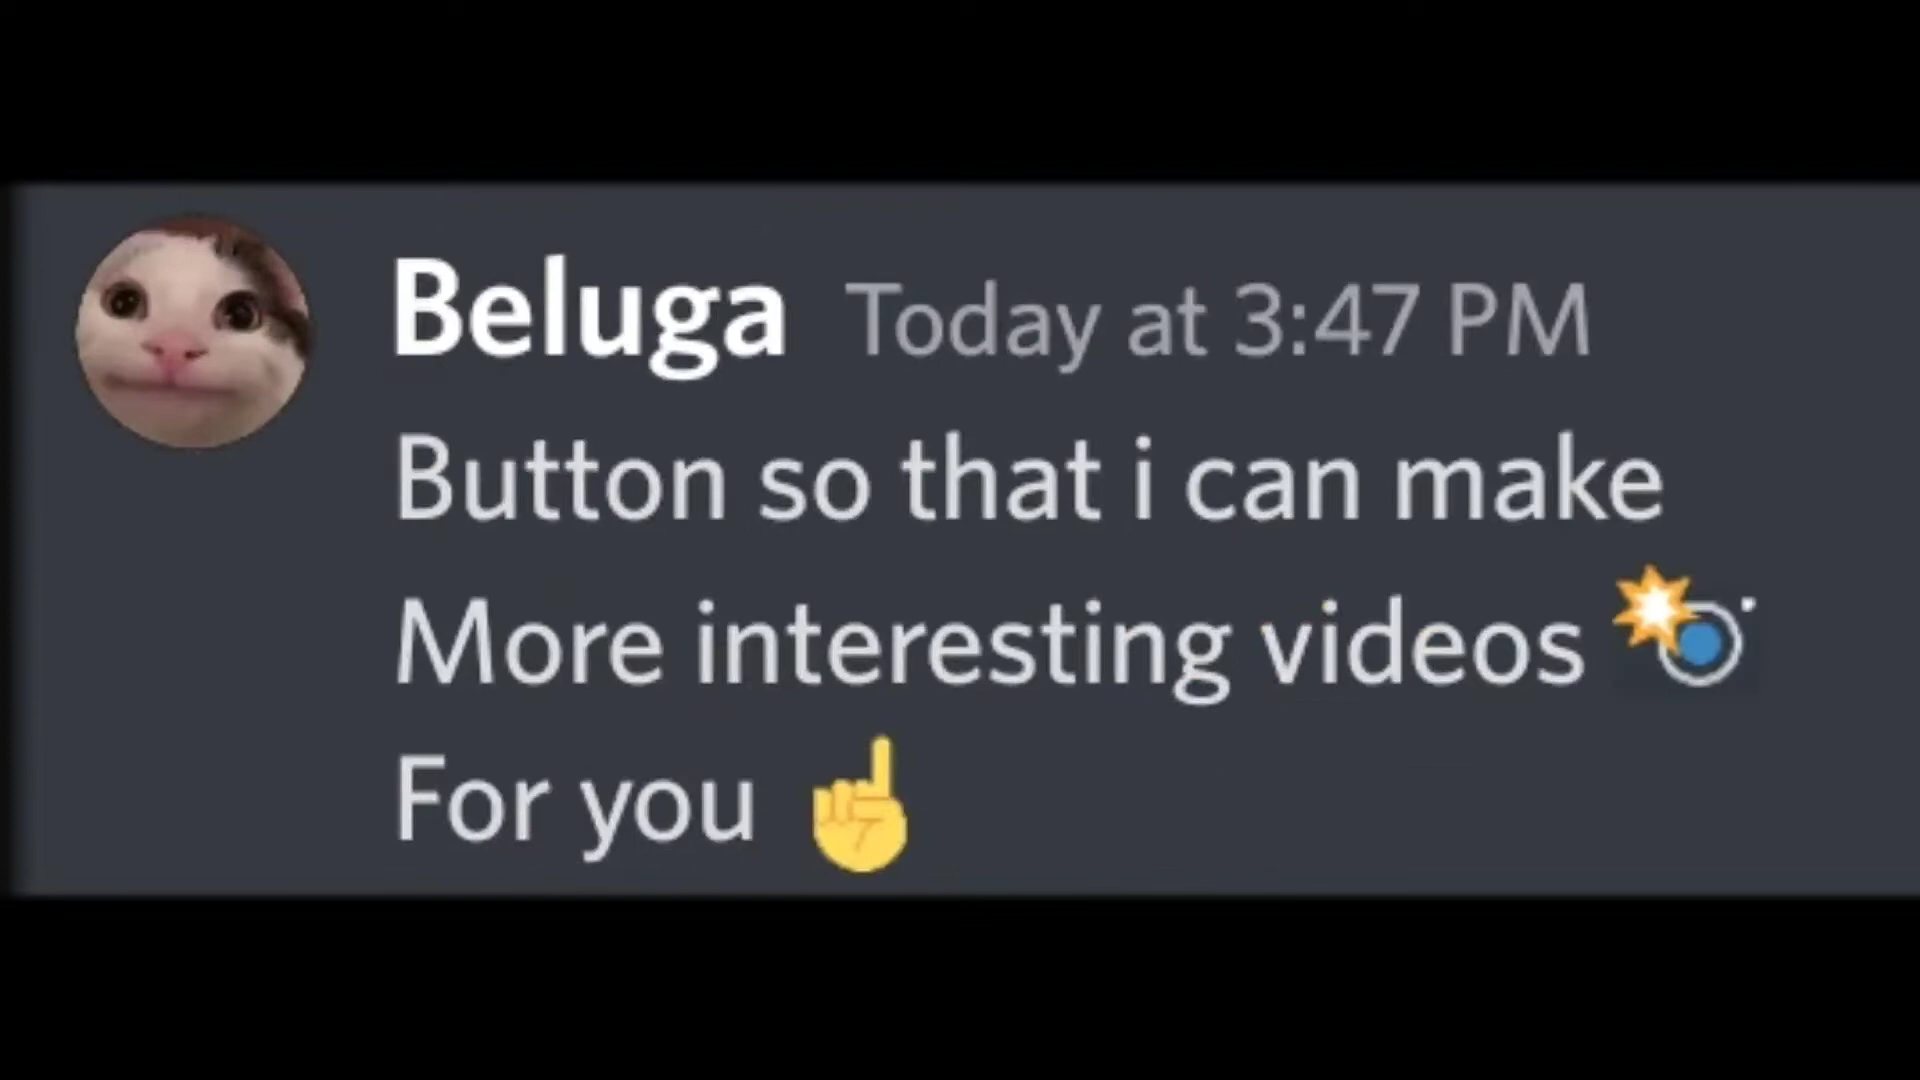 Beluga Today at 3:47 PM
Button so that i can make
More interesting videos
For you ☝